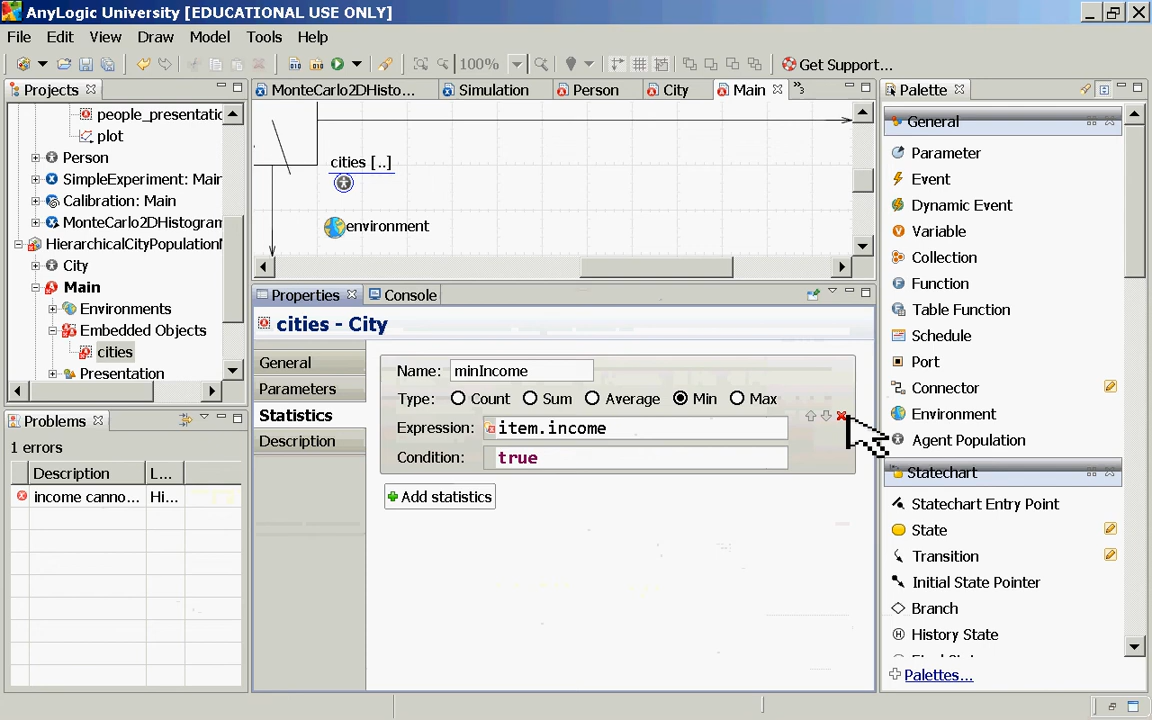 AnyLogic University [EDUCATIONAL USE ONLY]
File Edit View Draw Model Tools Help
100% Get Support...
Projects
people_presentatio
plot
Person
SimpleExperiment: Main
Calibration: Main
MonteCarlo2DHistogram
HierarchicalCityPopulation
City
Main
Environments
Embedded Objects
cities
Presentation
Problems
1 errors
Description L...
income canno... Hi...
MonteCarlo2DHisto... Simulation Person City Main 3
cities [..]
environment
Properties Console
cities - City
General
Parameters
Statistics
Description
Name: minIncome
Type: Count Sum Average Min Max
Expression: item.income
Condition: true
Add statistics
Palette
General
Parameter
Event
Dynamic Event
Variable
Collection
Function
Table Function
Schedule
Port
Connector
Environment
Agent Population
Statechart
Statechart Entry Point
State
Transition
Initial State Pointer
Branch
History State
Palettes...